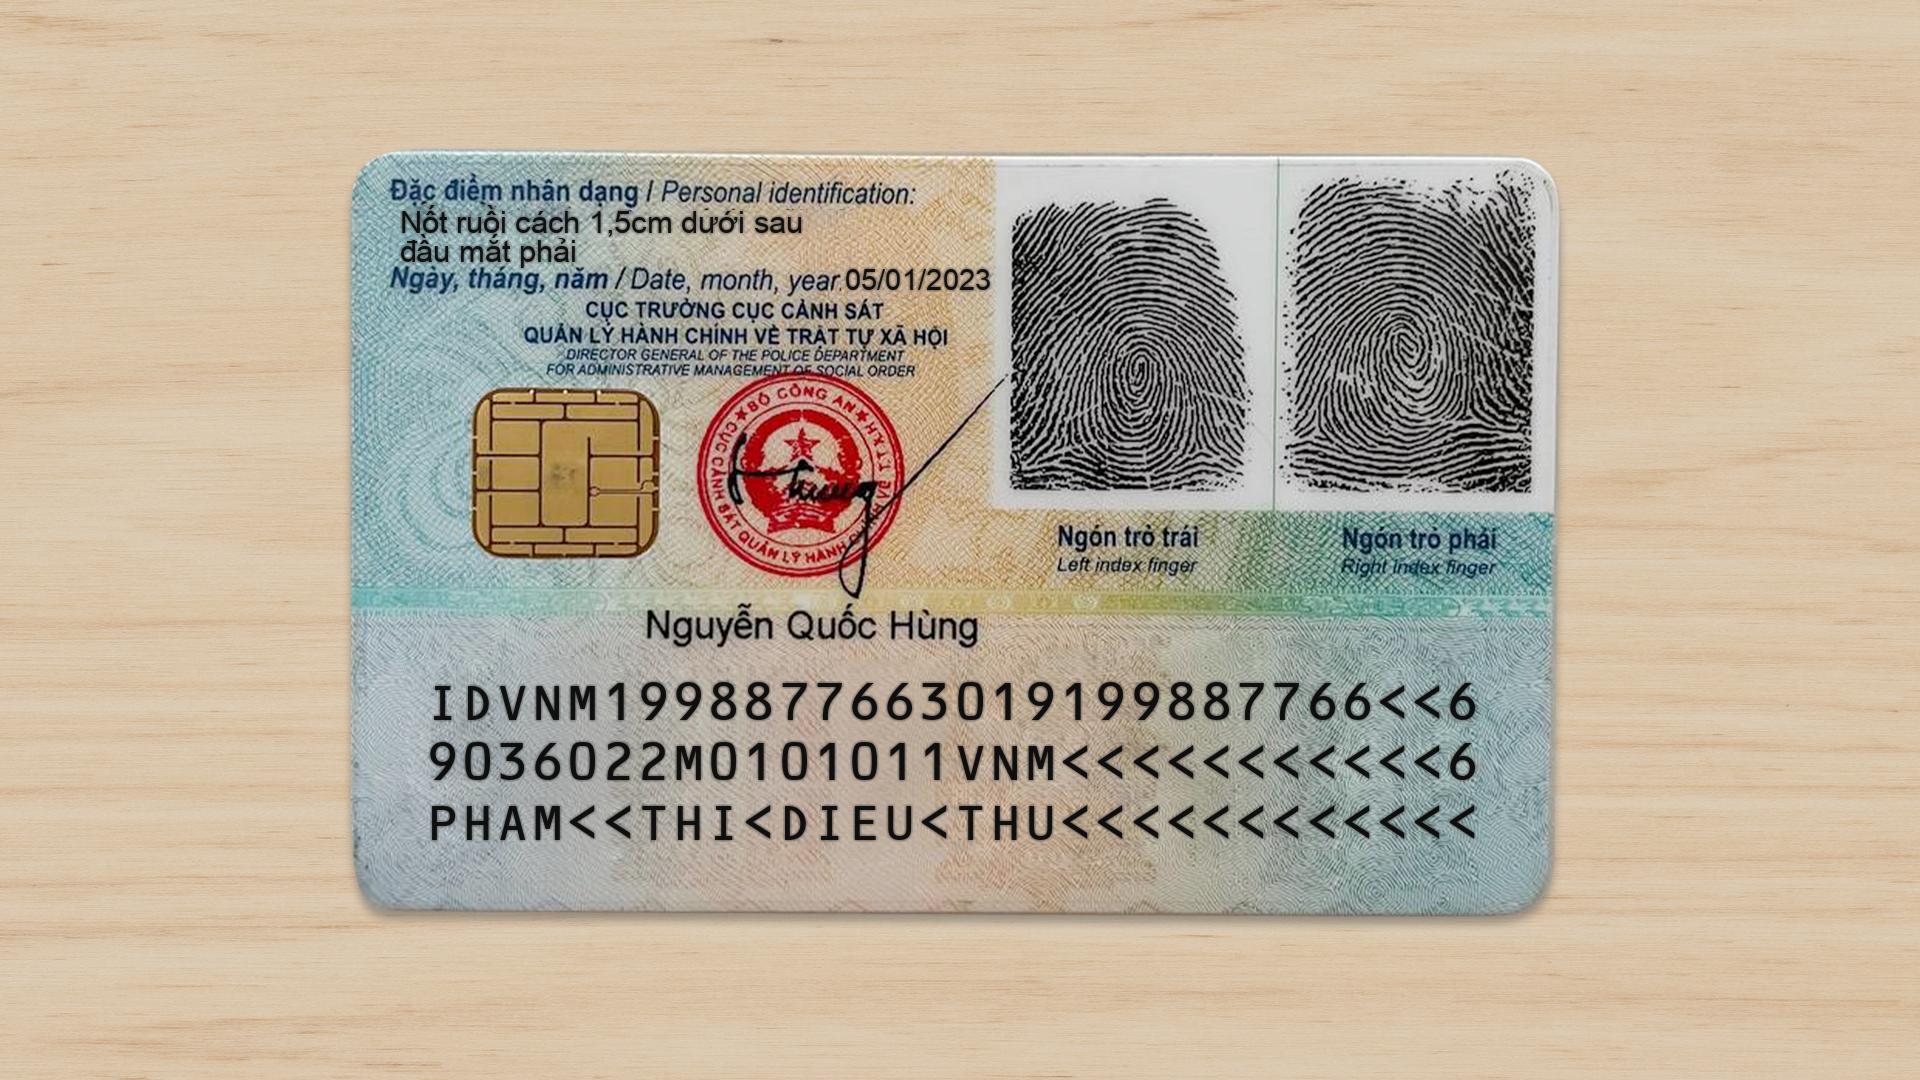 Đặc điểm nhân dạng / Personal identification:
Nốt ruồi cách 1,5cm dưới sau
đầu mắt phải
Ngày, tháng, năm / Date, month, year 05/01/2023
CỤC TRƯỞNG CỤC CẢNH SÁT
QUẢN LÝ HÀNH CHÍNH VỀ TRẬT TỰ XÃ HỘI
DIRECTOR GENERAL OF THE POLICE DEPARTMENT
FOR ADMINISTRATIVE MANAGEMENT OF SOCIAL ORDER
BỘ CÔNG AN
CỤC CẢNH SÁT QUẢN LÝ HÀNH
Ngón trỏ trái
Left index finger
Ngón trỏ phải
Right index finger
Nguyễn Quốc Hùng
IDVNM1998877663019199887766<<6
9036022M0101011VNM<<<<<<<<<<<6
PHAM<<THI<DIEU<THU<<<<<<<<<<<<